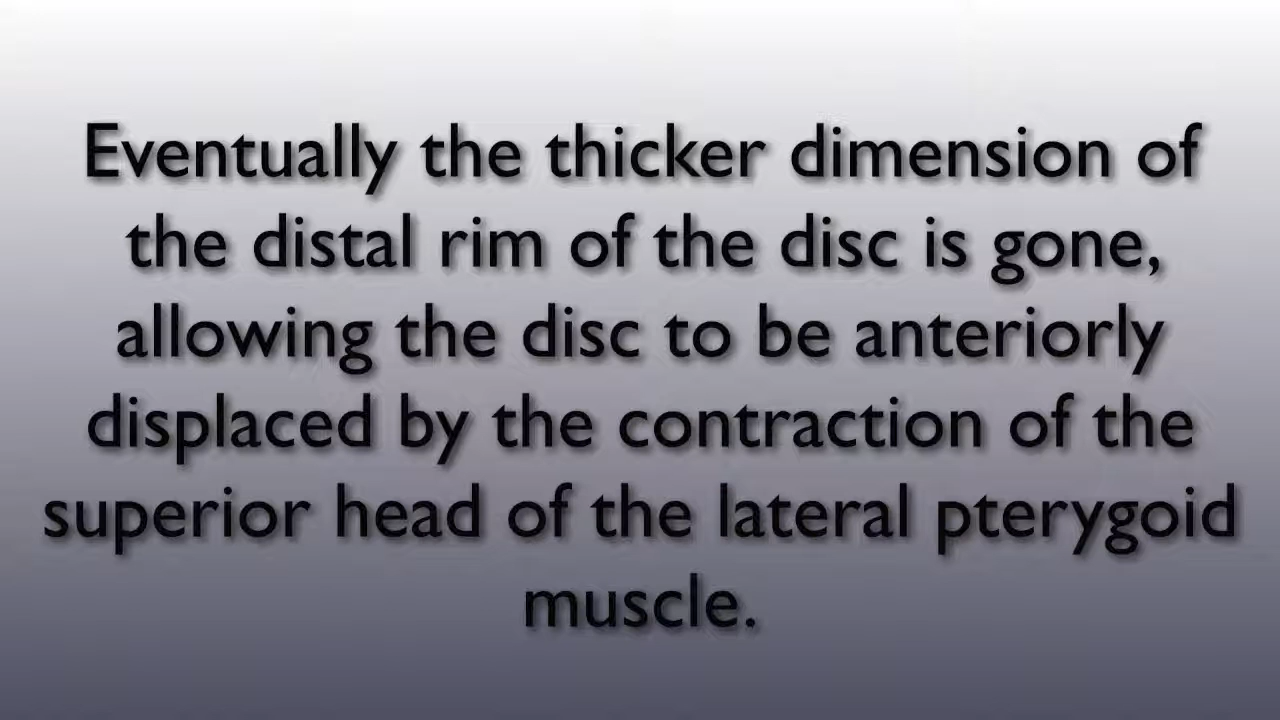 Eventually the thicker dimension of
the distal rim of the disc is gone,
allowing the disc to be anteriorly
displaced by the contraction of the
superior head of the lateral pterygoid
muscle.